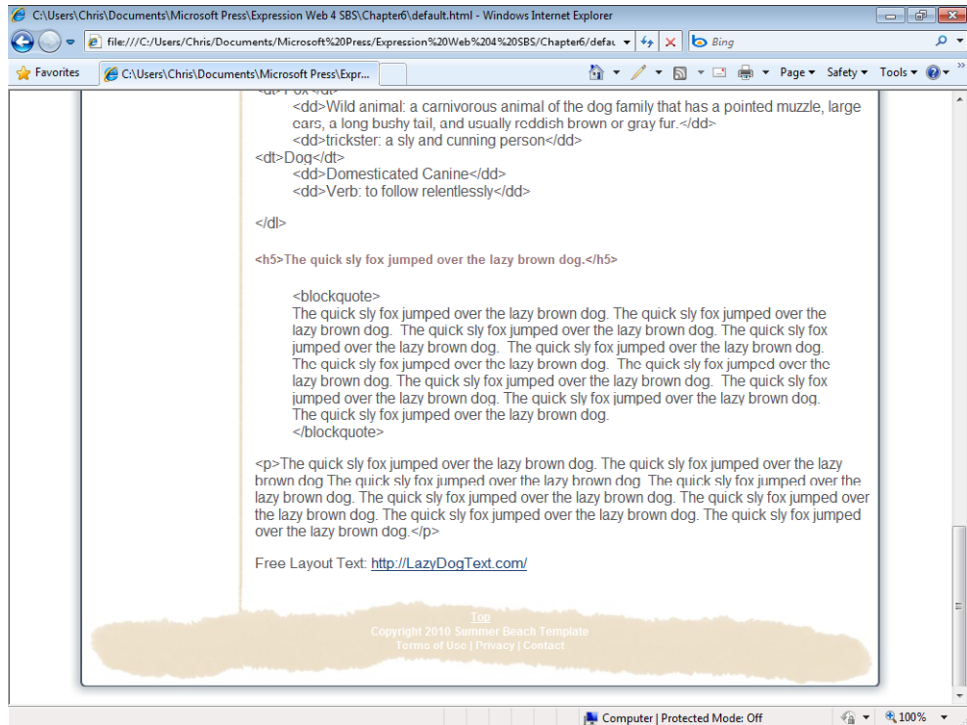 C:\Users\Chris\Documents\Microsoft Press\Expression Web 4 SBS\Chapter6\default.html - Windows Internet Explorer
file:///C:/Users/Chris/Documents/Microsoft%20Press/Expression%20Web%204%20SBS/Chapter6/defau
Bing
Favorites
C:\Users\Chris\Documents\Microsoft Press\Expr...
Page
Safety
Tools
<dt>Fox</dt>
<dd>Wild animal: a carnivorous animal of the dog family that has a pointed muzzle, large
ears, a long bushy tail, and usually reddish brown or gray fur.</dd>
<dd>trickster: a sly and cunning person</dd>
<dt>Dog</dt>
<dd>Domesticated Canine</dd>
<dd>Verb: to follow relentlessly</dd>
</dl>
<h5>The quick sly fox jumped over the lazy brown dog.</h5>
<blockquote>
The quick sly fox jumped over the lazy brown dog. The quick sly fox jumped over the
lazy brown dog.  The quick sly fox jumped over the lazy brown dog. The quick sly fox
jumped over the lazy brown dog.  The quick sly fox jumped over the lazy brown dog.
The quick sly fox jumped over the lazy brown dog.  The quick sly fox jumped over the
lazy brown dog. The quick sly fox jumped over the lazy brown dog.  The quick sly fox
jumped over the lazy brown dog. The quick sly fox jumped over the lazy brown dog.
The quick sly fox jumped over the lazy brown dog.
</blockquote>
<p>The quick sly fox jumped over the lazy brown dog. The quick sly fox jumped over the lazy
brown dog The quick sly fox jumped over the lazy brown dog. The quick sly fox jumped over the
lazy brown dog. The quick sly fox jumped over the lazy brown dog. The quick sly fox jumped over
the lazy brown dog. The quick sly fox jumped over the lazy brown dog. The quick sly fox jumped
over the lazy brown dog.</p>
Free Layout Text: http://LazyDogText.com/
Top
Copyright 2010 Summer Beach Template
Terms of Use | Privacy | Contact
Computer | Protected Mode: Off
100%